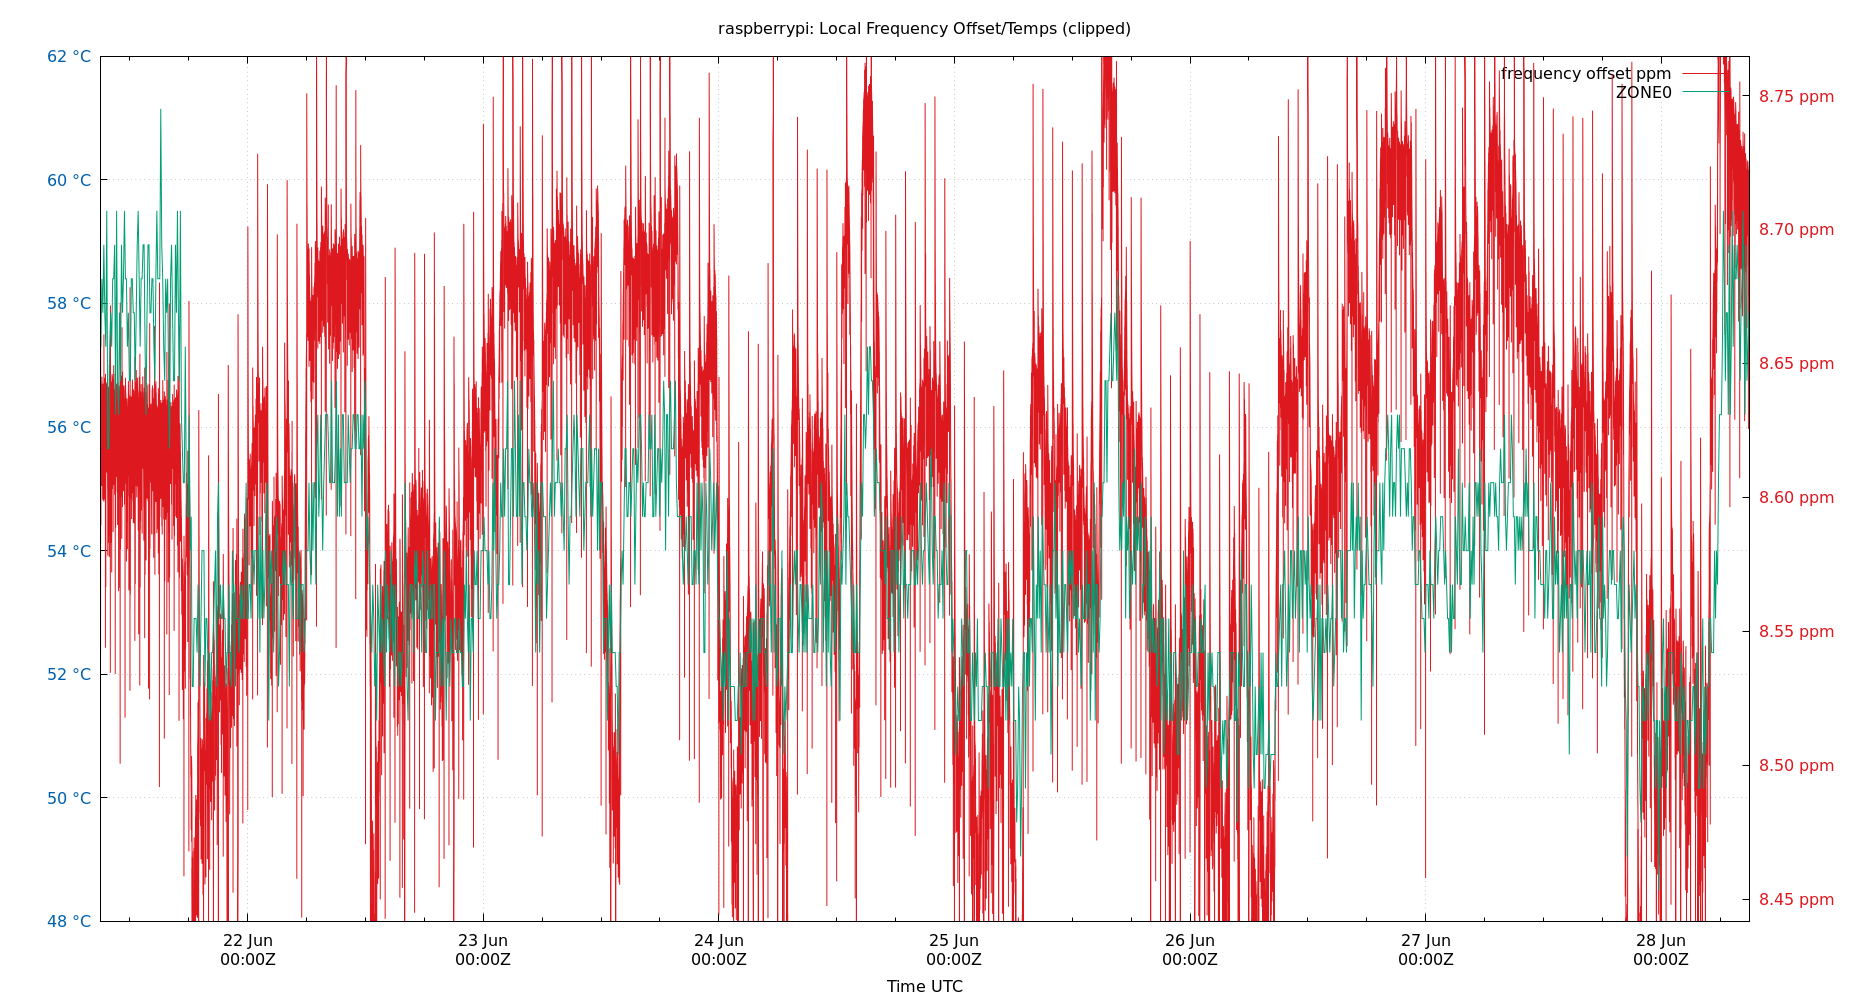 raspberrypi: Local Frequency Offset/Temps (clipped)
62 °C
60 °C
58 °C
56 °C
54 °C
52 °C
50 °C
48 °C
frequency offset ppm
ZONE0
8.75 ppm
8.70 ppm
8.65 ppm
8.60 ppm
8.55 ppm
8.50 ppm
8.45 ppm
22 Jun 23 Jun 24 Jun 25 Jun 26 Jun 27 Jun 28 Jun
00:00Z 00:00Z 00:00Z 00:00Z 00:00Z 00:00Z 00:00Z
Time UTC